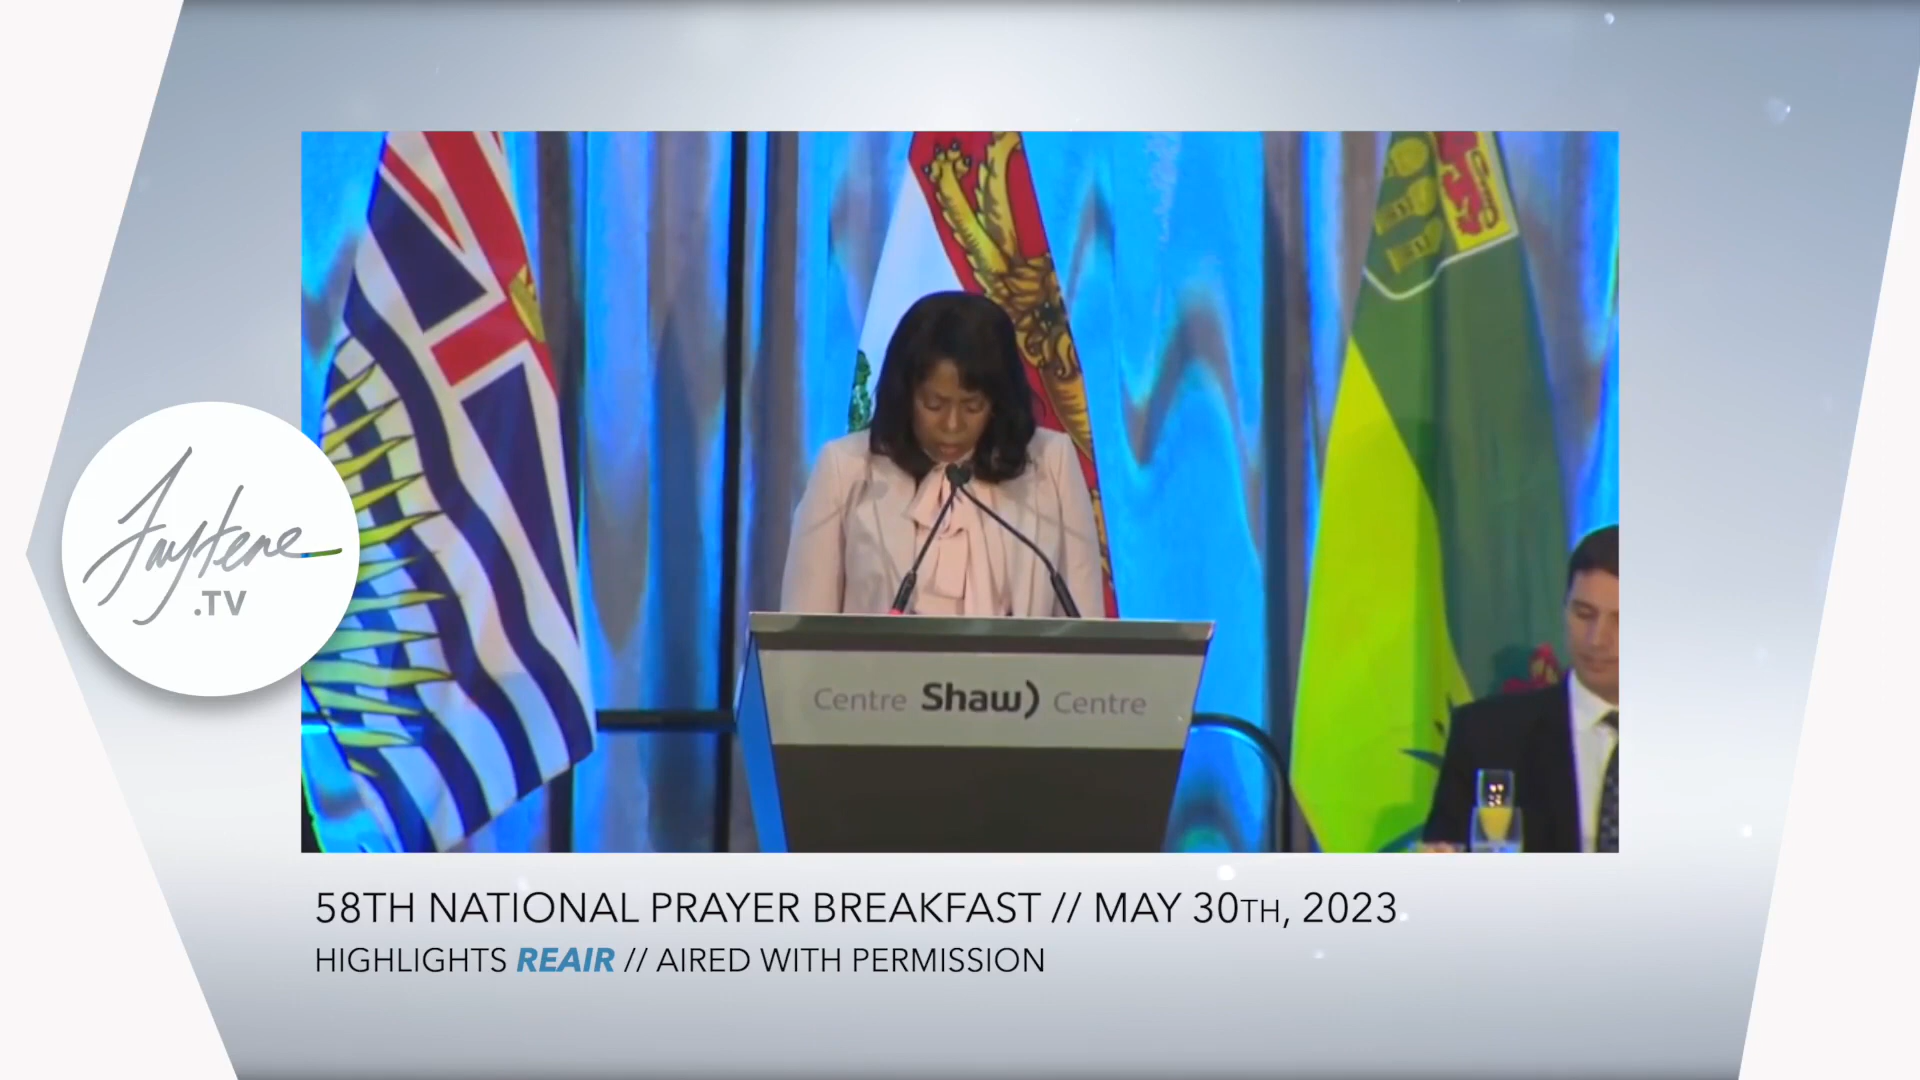 Faytene
.TV
Centre Shaw) Centre
58TH NATIONAL PRAYER BREAKFAST // MAY 30TH, 2023
HIGHLIGHTS REAIR // AIRED WITH PERMISSION